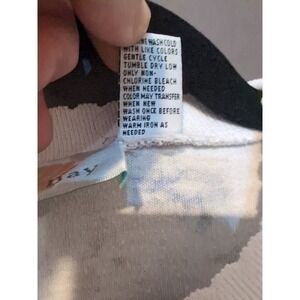 WASH COLD
WITH LIKE COLORS
GENTLE CYCLE
TUMBLE DRY LOW
ONLY NON-
CHLORINE BLEACH
WHEN NEEDED
COLOR MAY TRANSFER
WHEN NEW
WASH ONCE BEFORE
WEARING
WARM IRON AS
NEEDED